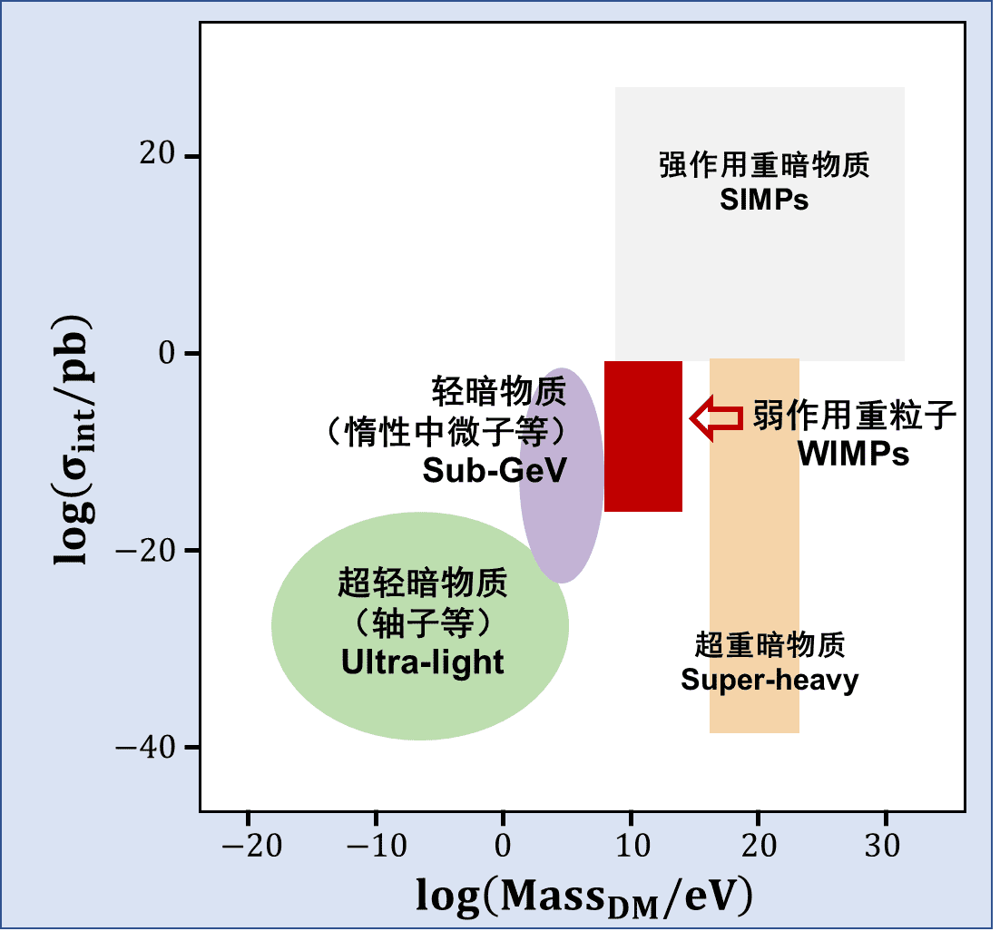 20
0
−20
−40
log(σint/pb)
强作用重暗物质
SIMPs
轻暗物质
（惰性中微子等）
Sub-GeV
弱作用重粒子
WIMPs
超轻暗物质
（轴子等）
Ultra-light
超重暗物质
Super-heavy
−20
−10
0
10
20
30
log(MassDM/eV)